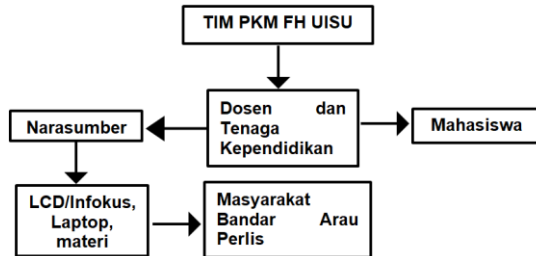 TIM PKM FH UISU
Dosen dan
Tenaga
Kependidikan
Narasumber
Mahasiswa
LCD/Infokus,
Laptop,
materi
Masyarakat
Bandar Arau
Perlis